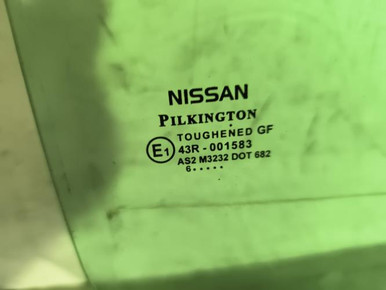 NISSAN
PILKINGTON
TOUGHENED GF
E1 43R - 001583
AS2 M3232 DOT 682
6 · · · · ·